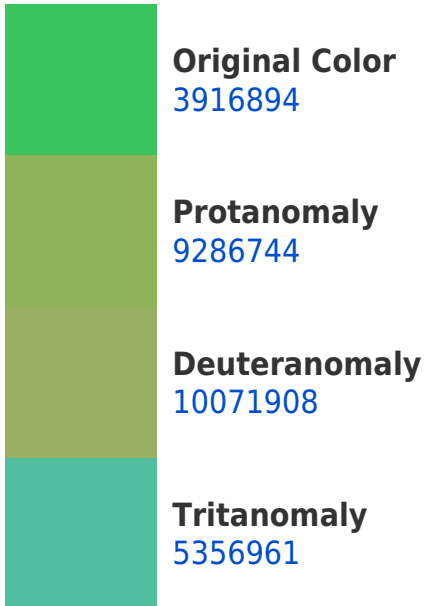 Original Color
3916894
Protanomaly
9286744
Deuteranomaly
10071908
Tritanomaly
5356961